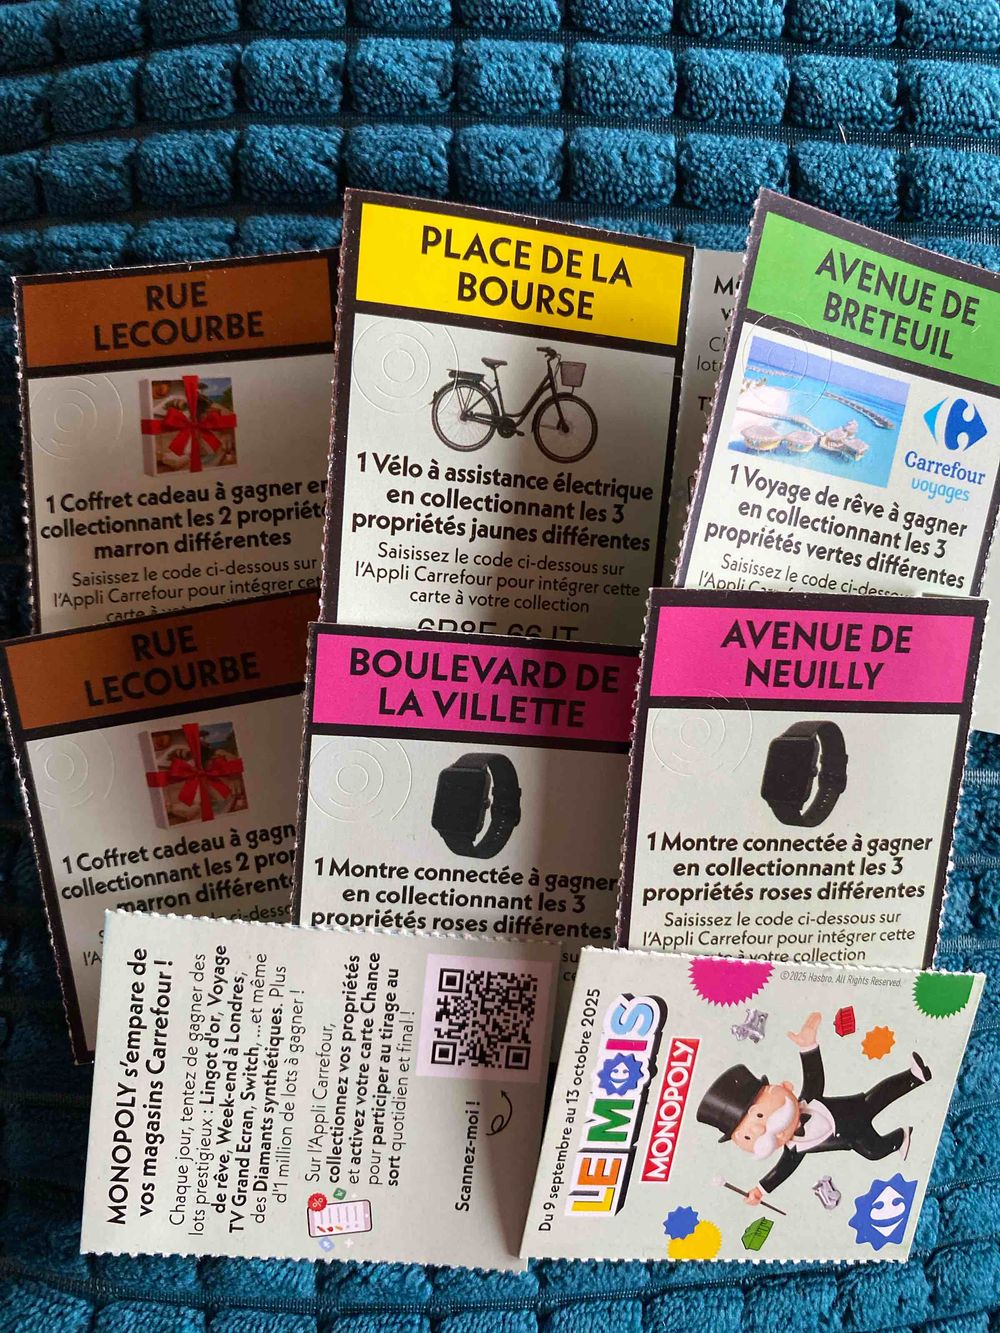 RUE
LECOURBE
1 Coffret cadeau à gagner en
collectionnant les 2
marron différentes
Saisissez le code ci-dessous sur
l'Appli Carrefour pour intégrer
carte à
PLACE DE LA
BOURSE
1 Vélo à assistance électrique
en collectionnant les 3
propriétés jaunes différentes
Saisissez le code ci-dessous sur
l'Appli Carrefour pour intégrer cette
carte à votre collection
AVENUE DE
BRETEUIL
Carrefour
voyages
1 Voyage de rêve à gagner
en collectionnant les 3
propriétés vertes différentes
Saisissez le code
l'Appli
RUE
LECOURBE
1 Coffret cadeau à
collectionnant les 2
marron
BOULEVARD DE
LA VILLETTE
1 Montre connectée à gagner
en collectionnant les 3
propriétés roses différentes
AVENUE DE
NEUILLY
1 Montre connectée à gagner
en collectionnant les 3
propriétés roses différentes
Saisissez le code ci-dessous sur
l'Appli Carrefour pour intégrer cette
à votre collection
MONOPOLY s'empare de
vos magasins Carrefour !
Chaque jour, tentez de gagner des
lots prestigieux : Lingot d'or, Voyage
de rêve, Week-end à Londres,
TV Grand Ecran, Switch, ...et même
des Diamants synthétiques. Plus
d'1 million de lots à gagner !
Sur l'Appli Carrefour,
collectionnez vos propriétés
et activez votre carte Chance
pour participer au tirage au
sort quotidien et final !
Scannez-moi !
Du 9 septembre au 13 octobre 2025
LE MOIS
MONOPOLY
©2025 Hasbro. All Rights Reserved.